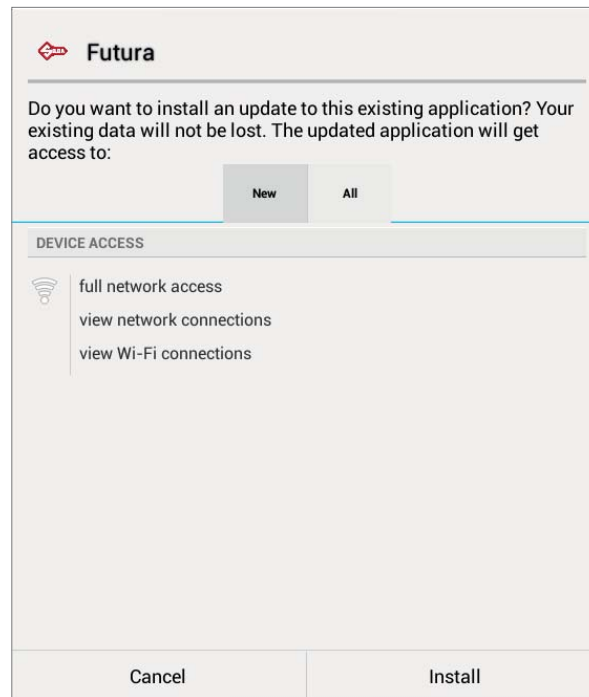 Futura
Do you want to install an update to this existing application? Your
existing data will not be lost. The updated application will get
access to:
New All
DEVICE ACCESS
full network access
view network connections
view Wi-Fi connections
Cancel Install